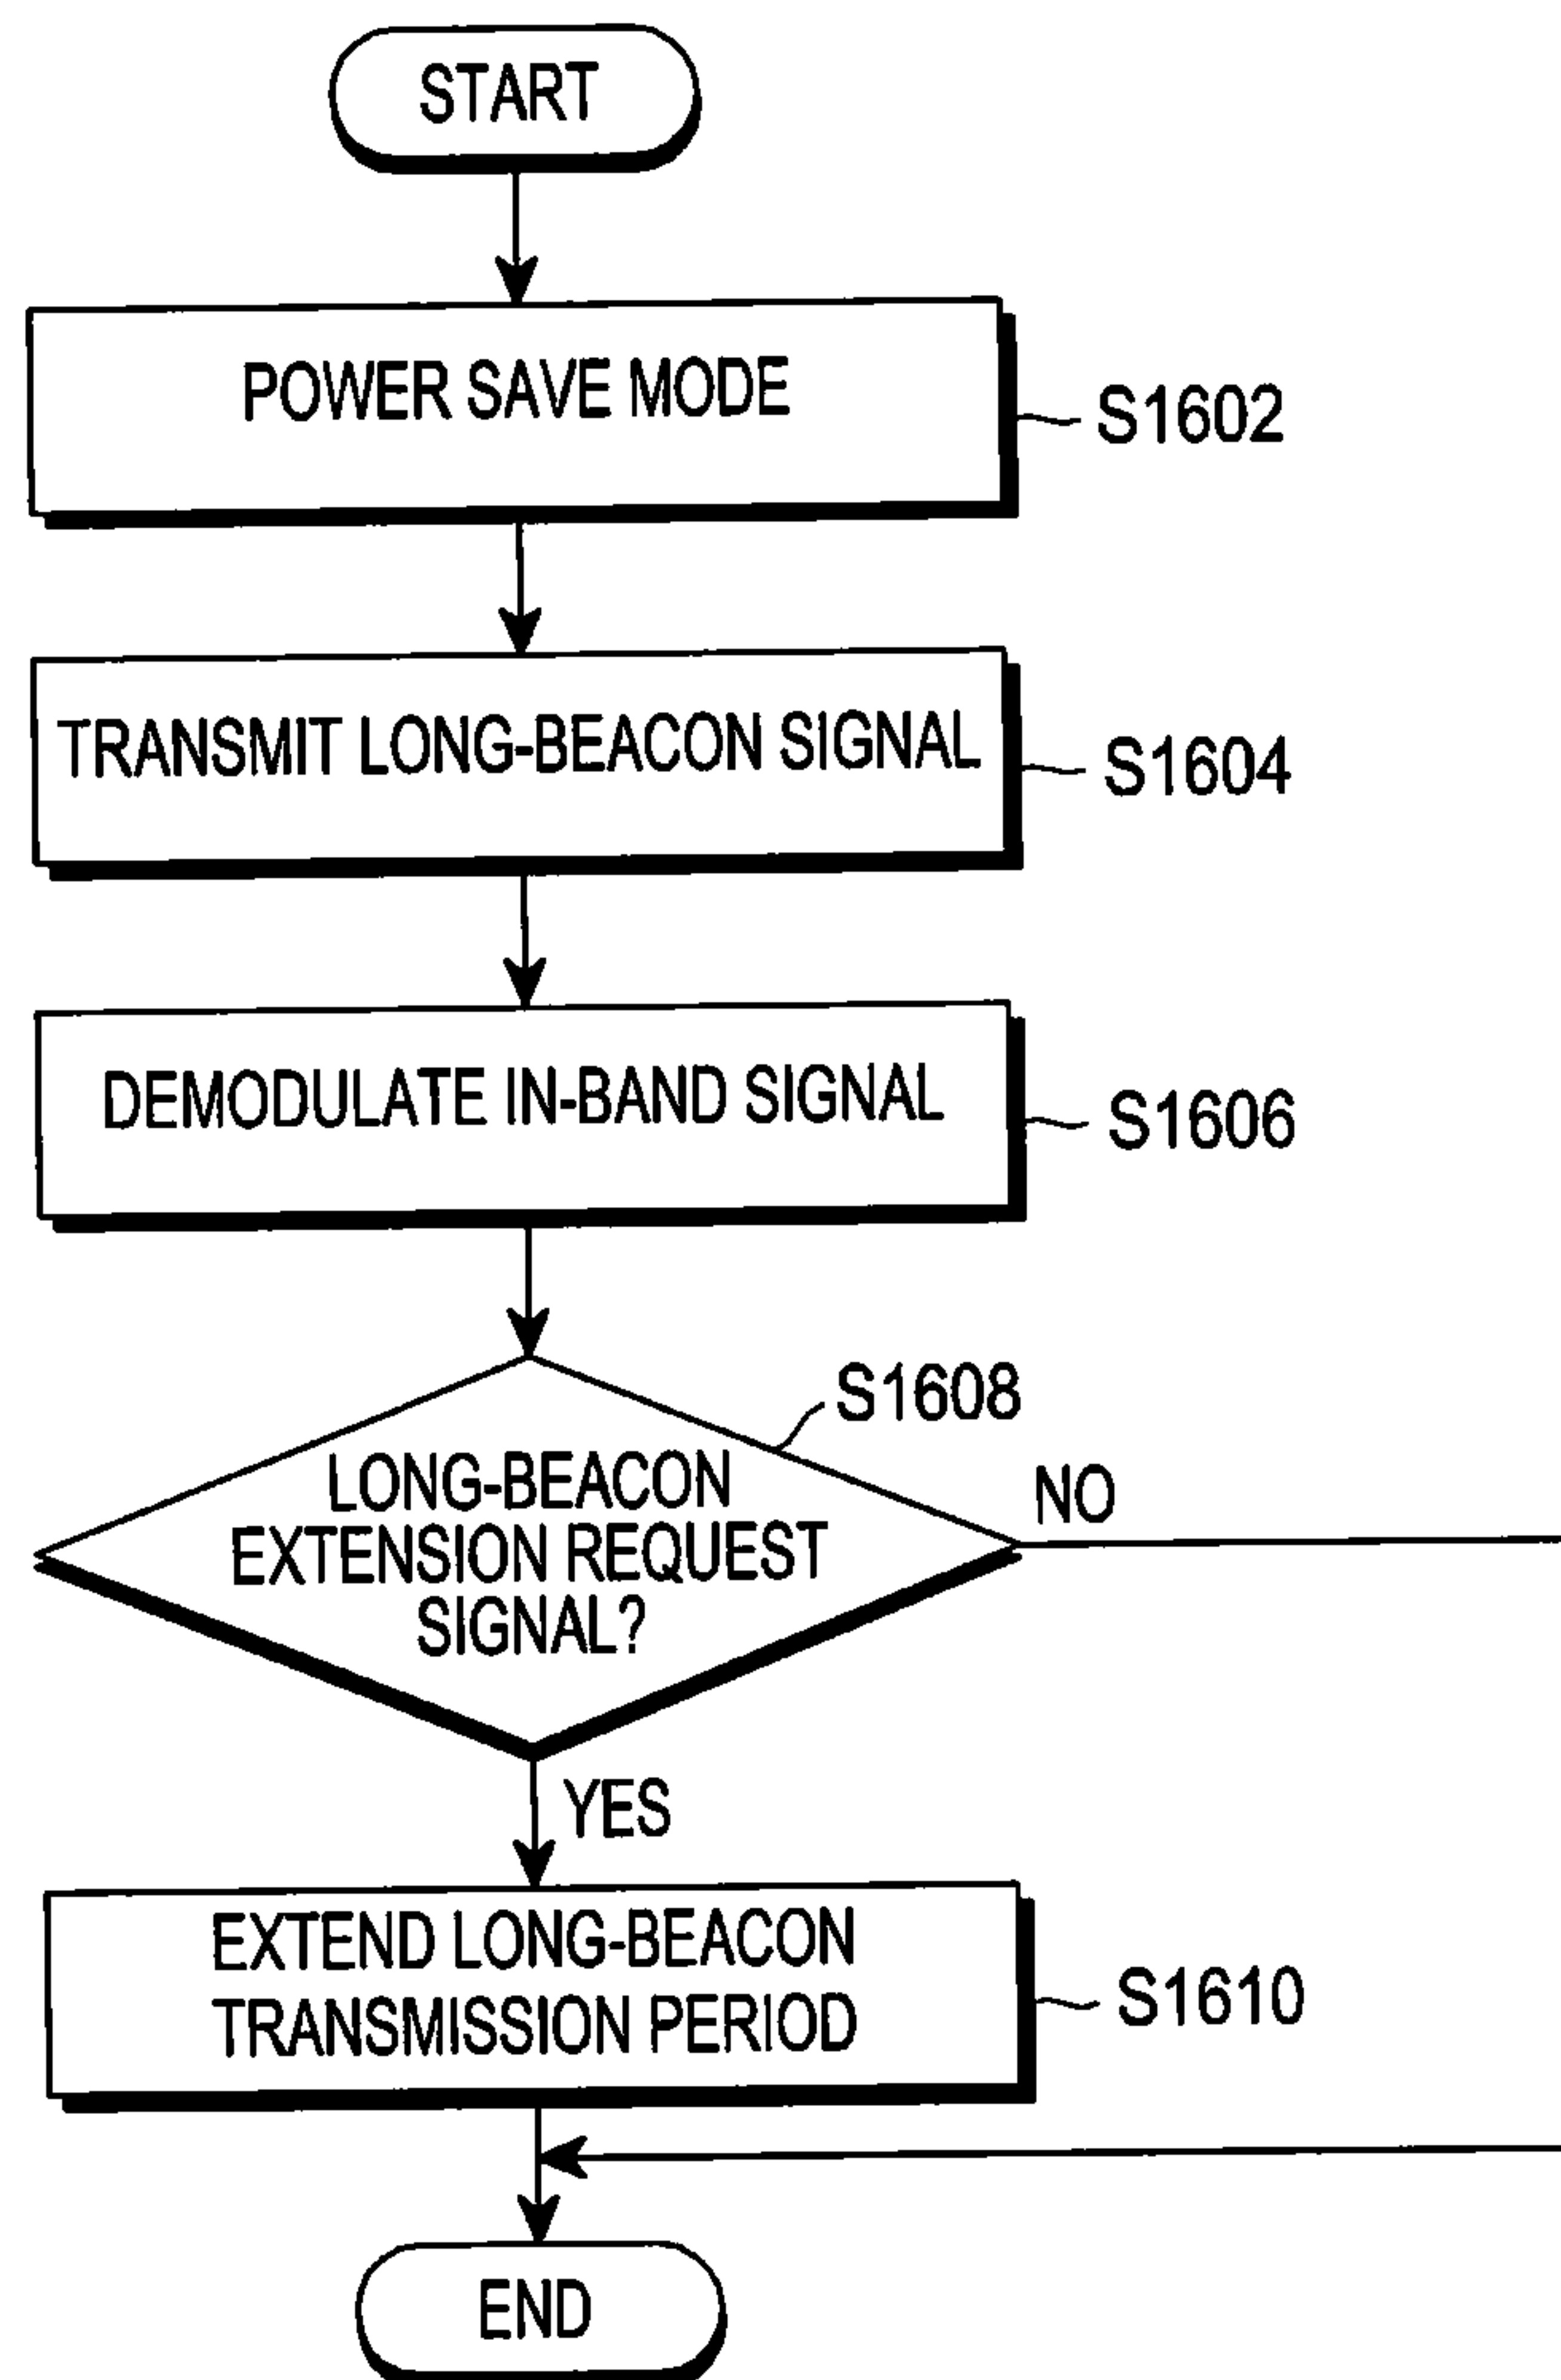 START
POWER SAVE MODE
S1602
TRANSMIT LONG-BEACON SIGNAL
S1604
DEMODULATE IN-BAND SIGNAL
S1606
S1608
LONG-BEACON
EXTENSION REQUEST
SIGNAL?
NO
YES
EXTEND LONG-BEACON
TRANSMISSION PERIOD
S1610
END